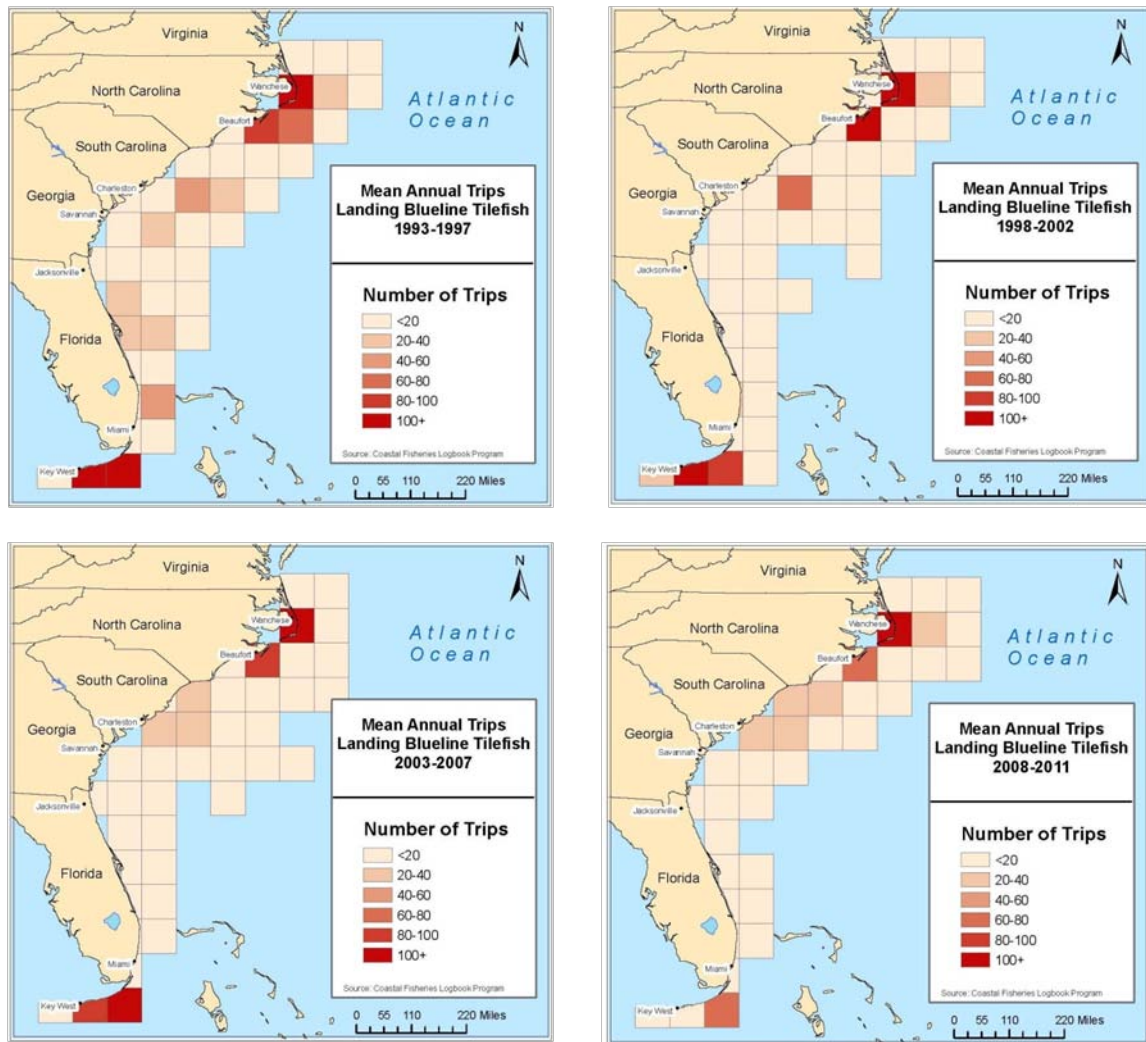 Virginia
North Carolina
Wanchese
Beaufort
South Carolina
Charleston
Georgia
Savannah
Jacksonville
Florida
Miami
Key West
Atlantic
Ocean
N
Mean Annual Trips
Landing Blueline Tilefish
1993-1997
Number of Trips
<20
20-40
40-60
60-80
80-100
100+
Source: Coastal Fisheries Logbook Program
0 55 110 220 Miles
Virginia
North Carolina
Wanchese
Beaufort
South Carolina
Charleston
Georgia
Savannah
Jacksonville
Florida
Miami
Key West
Atlantic
Ocean
N
Mean Annual Trips
Landing Blueline Tilefish
1998-2002
Number of Trips
<20
20-40
40-60
60-80
80-100
100+
Source: Coastal Fisheries Logbook Program
0 55 110 220 Miles
Virginia
North Carolina
Wanchese
Beaufort
South Carolina
Charleston
Georgia
Savannah
Jacksonville
Florida
Miami
Key West
Atlantic
Ocean
N
Mean Annual Trips
Landing Blueline Tilefish
2003-2007
Number of Trips
<20
20-40
40-60
60-80
80-100
100+
Source: Coastal Fisheries Logbook Program
0 55 110 220 Miles
Virginia
North Carolina
Wanchese
Beaufort
South Carolina
Charleston
Georgia
Savannah
Jacksonville
Florida
Miami
Key West
Atlantic
Ocean
N
Mean Annual Trips
Landing Blueline Tilefish
2008-2011
Number of Trips
<20
20-40
40-60
60-80
80-100
100+
Source: Coastal Fisheries Logbook Program
0 55 110 220 Miles